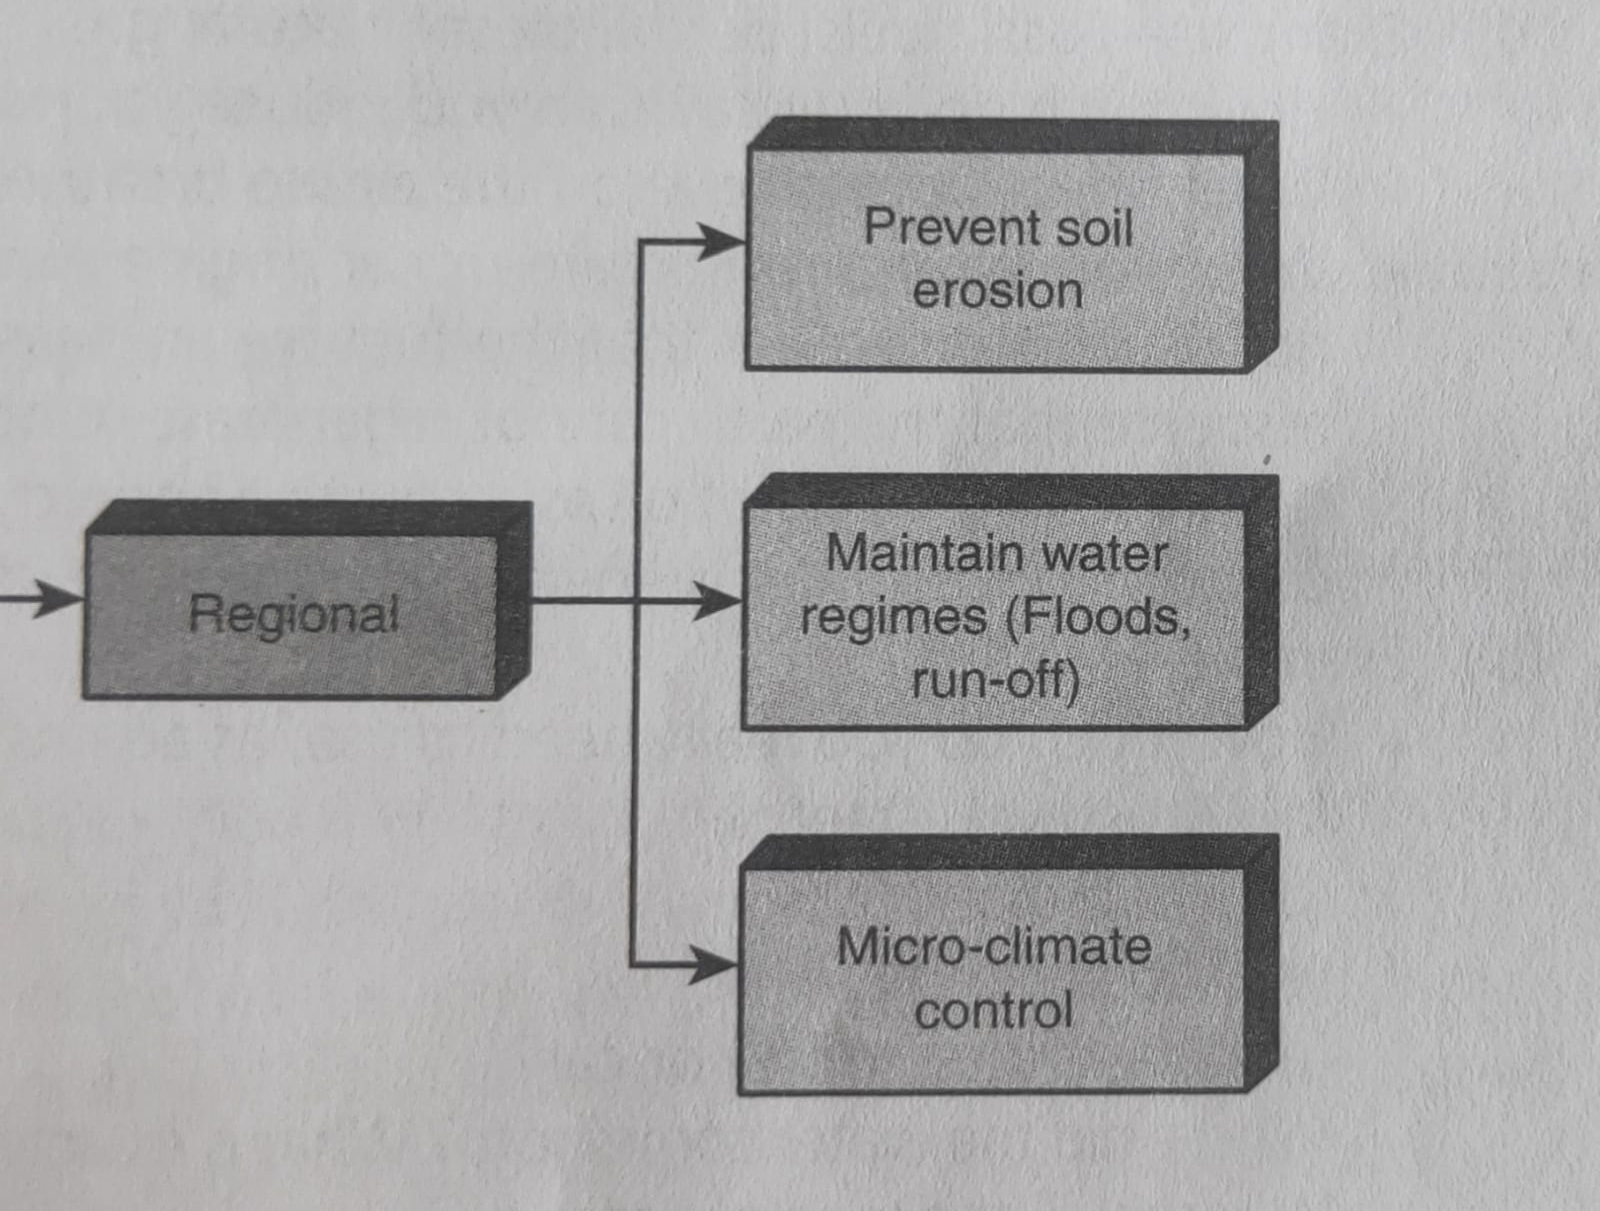 Prevent soil
erosion
Regional
Maintain water
regimes (Floods,
run-off)
Micro-climate
control